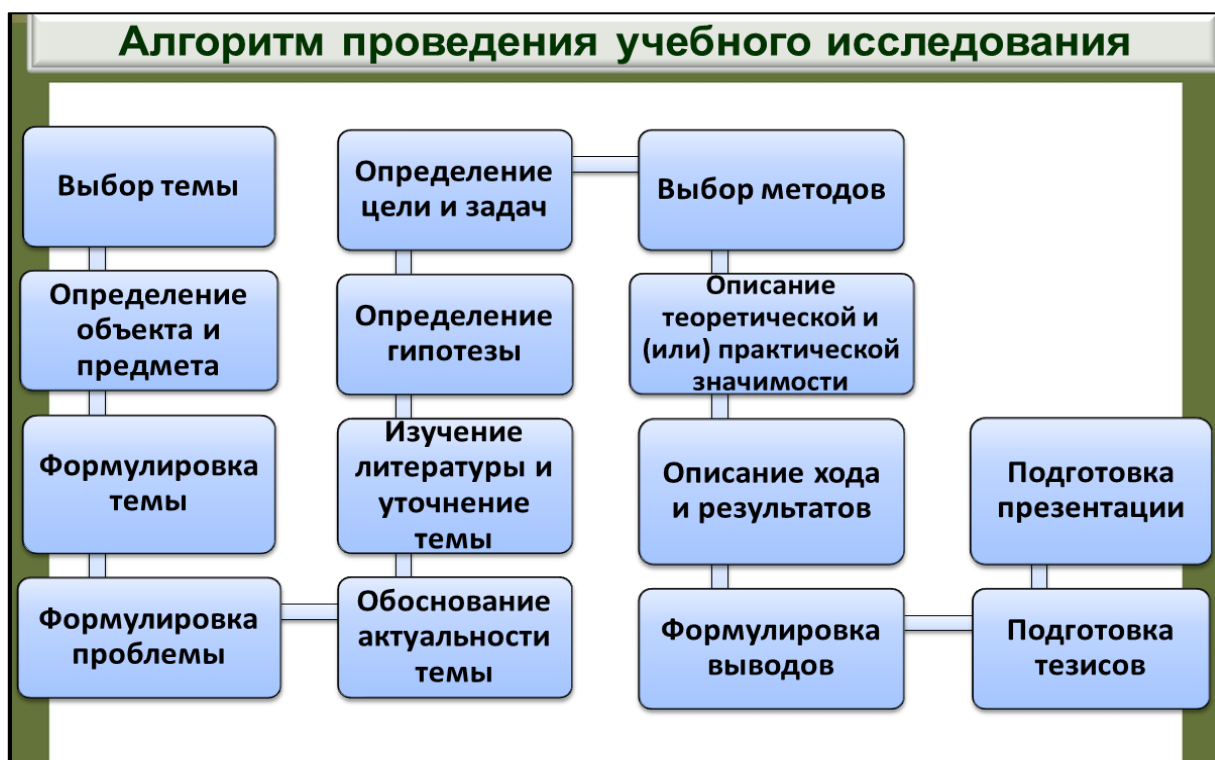 Алгоритм проведения учебного исследования
Выбор темы
Определение
объекта и
предмета
Формулировка
темы
Формулировка
проблемы
Обоснование
актуальности
темы
Изучение
литературы и
уточнение
темы
Определение
гипотезы
Определение
цели и задач
Выбор методов
Описание
теоретической и
(или) практической
значимости
Описание хода
и результатов
Формулировка
выводов
Подготовка
тезисов
Подготовка
презентации